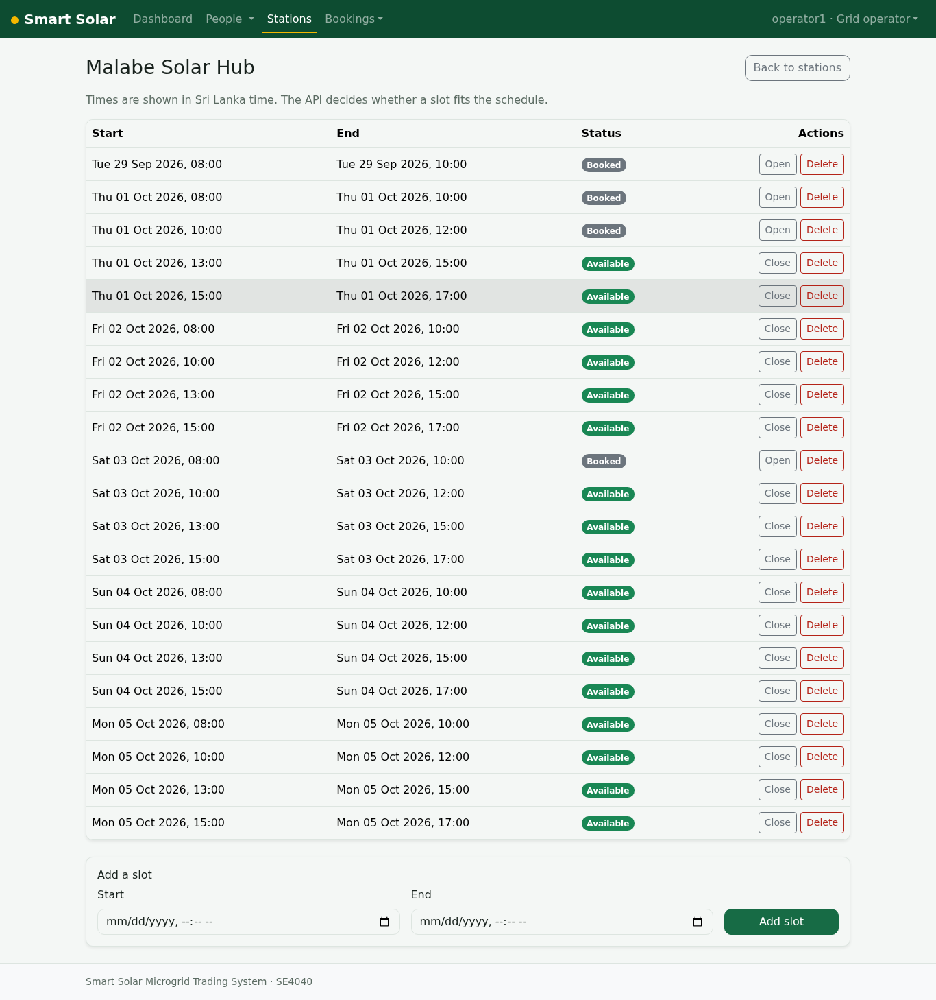 Smart Solar Dashboard People Stations Bookings operator1 · Grid operator
Malabe Solar Hub Back to stations
Times are shown in Sri Lanka time. The API decides whether a slot fits the schedule.
Start End Status Actions
Tue 29 Sep 2026, 08:00 Tue 29 Sep 2026, 10:00 Booked Open Delete
Thu 01 Oct 2026, 08:00 Thu 01 Oct 2026, 10:00 Booked Open Delete
Thu 01 Oct 2026, 10:00 Thu 01 Oct 2026, 12:00 Booked Open Delete
Thu 01 Oct 2026, 13:00 Thu 01 Oct 2026, 15:00 Available Close Delete
Thu 01 Oct 2026, 15:00 Thu 01 Oct 2026, 17:00 Available Close Delete
Fri 02 Oct 2026, 08:00 Fri 02 Oct 2026, 10:00 Available Close Delete
Fri 02 Oct 2026, 10:00 Fri 02 Oct 2026, 12:00 Available Close Delete
Fri 02 Oct 2026, 13:00 Fri 02 Oct 2026, 15:00 Available Close Delete
Fri 02 Oct 2026, 15:00 Fri 02 Oct 2026, 17:00 Available Close Delete
Sat 03 Oct 2026, 08:00 Sat 03 Oct 2026, 10:00 Booked Open Delete
Sat 03 Oct 2026, 10:00 Sat 03 Oct 2026, 12:00 Available Close Delete
Sat 03 Oct 2026, 13:00 Sat 03 Oct 2026, 15:00 Available Close Delete
Sat 03 Oct 2026, 15:00 Sat 03 Oct 2026, 17:00 Available Close Delete
Sun 04 Oct 2026, 08:00 Sun 04 Oct 2026, 10:00 Available Close Delete
Sun 04 Oct 2026, 10:00 Sun 04 Oct 2026, 12:00 Available Close Delete
Sun 04 Oct 2026, 13:00 Sun 04 Oct 2026, 15:00 Available Close Delete
Sun 04 Oct 2026, 15:00 Sun 04 Oct 2026, 17:00 Available Close Delete
Mon 05 Oct 2026, 08:00 Mon 05 Oct 2026, 10:00 Available Close Delete
Mon 05 Oct 2026, 10:00 Mon 05 Oct 2026, 12:00 Available Close Delete
Mon 05 Oct 2026, 13:00 Mon 05 Oct 2026, 15:00 Available Close Delete
Mon 05 Oct 2026, 15:00 Mon 05 Oct 2026, 17:00 Available Close Delete
Add a slot
Start End
mm/dd/yyyy, --:-- -- mm/dd/yyyy, --:-- -- Add slot
Smart Solar Microgrid Trading System · SE4040